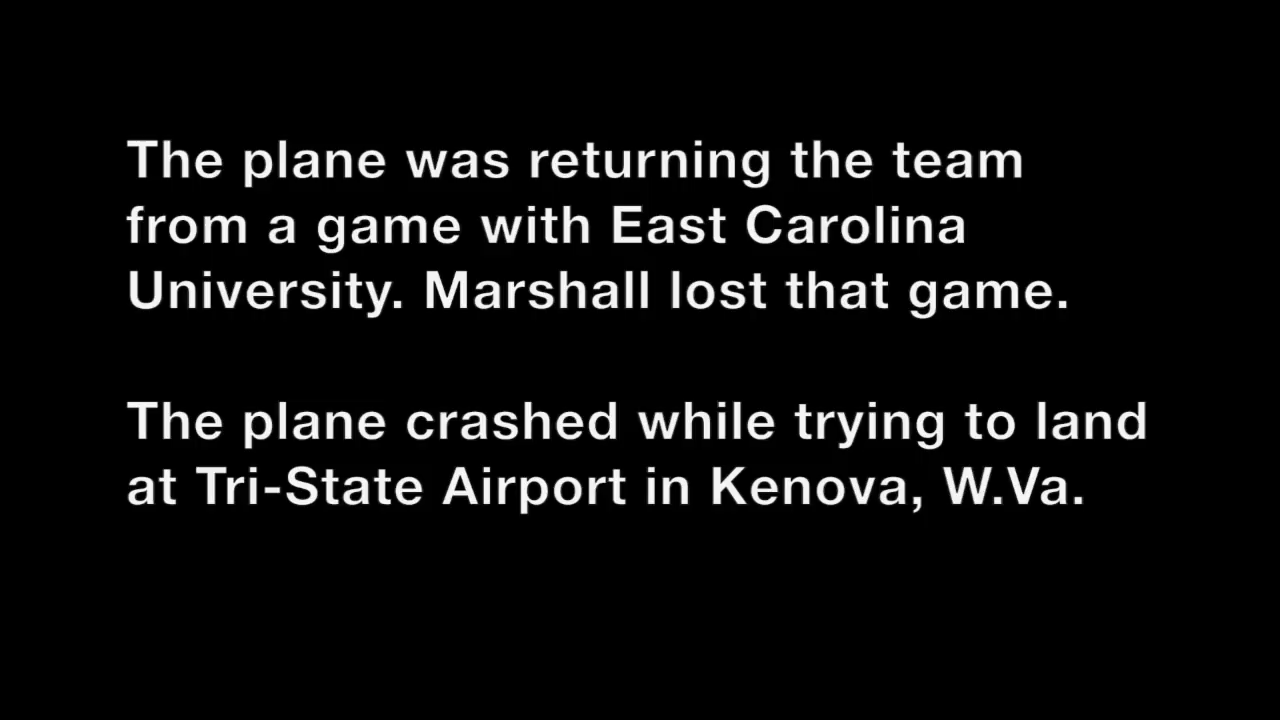 The plane was returning the team
from a game with East Carolina
University. Marshall lost that game.
The plane crashed while trying to land
at Tri-State Airport in Kenova, W.Va.